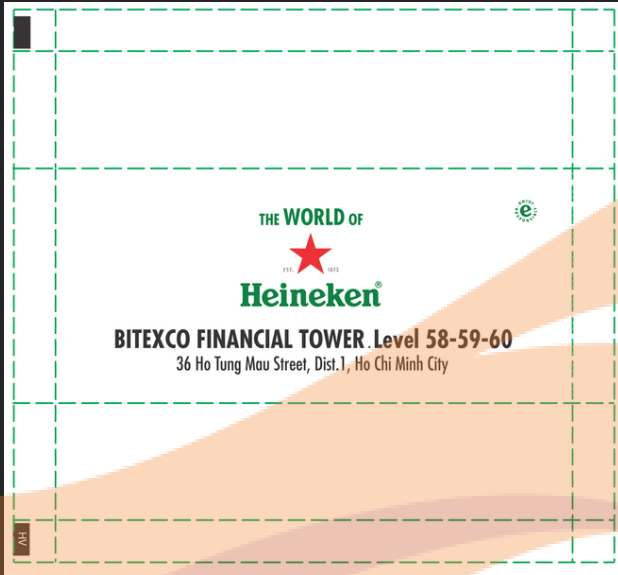 THE WORLD OF
EST. 1873
Heineken®
BITEXCO FINANCIAL TOWER.Level 58-59-60
36 Ho Tung Mau Street, Dist.1, Ho Chi Minh City
e
HV